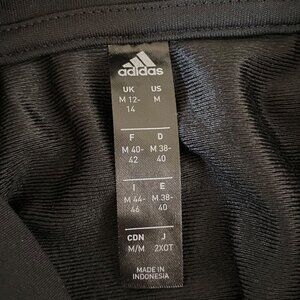 adidas
UK US
M 12- M
14
F D
M 40- M 38-
42 40
I E
M 44- M 38-
46 40
CDN J
M/M 2XOT
MADE IN
INDONESIA